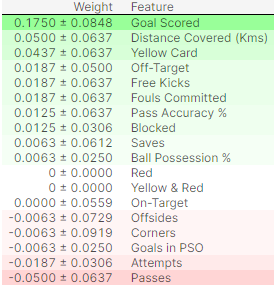 Weight Feature
0.1750 ± 0.0848 Goal Scored
0.0500 ± 0.0637 Distance Covered (Kms)
0.0437 ± 0.0637 Yellow Card
0.0187 ± 0.0500 Off-Target
0.0187 ± 0.0637 Free Kicks
0.0187 ± 0.0637 Fouls Committed
0.0125 ± 0.0637 Pass Accuracy %
0.0125 ± 0.0306 Blocked
0.0063 ± 0.0612 Saves
0.0063 ± 0.0250 Ball Possession %
0 ± 0.0000 Red
0 ± 0.0000 Yellow & Red
0.0000 ± 0.0559 On-Target
-0.0063 ± 0.0729 Offsides
-0.0063 ± 0.0919 Corners
-0.0063 ± 0.0250 Goals in PSO
-0.0187 ± 0.0306 Attempts
-0.0500 ± 0.0637 Passes